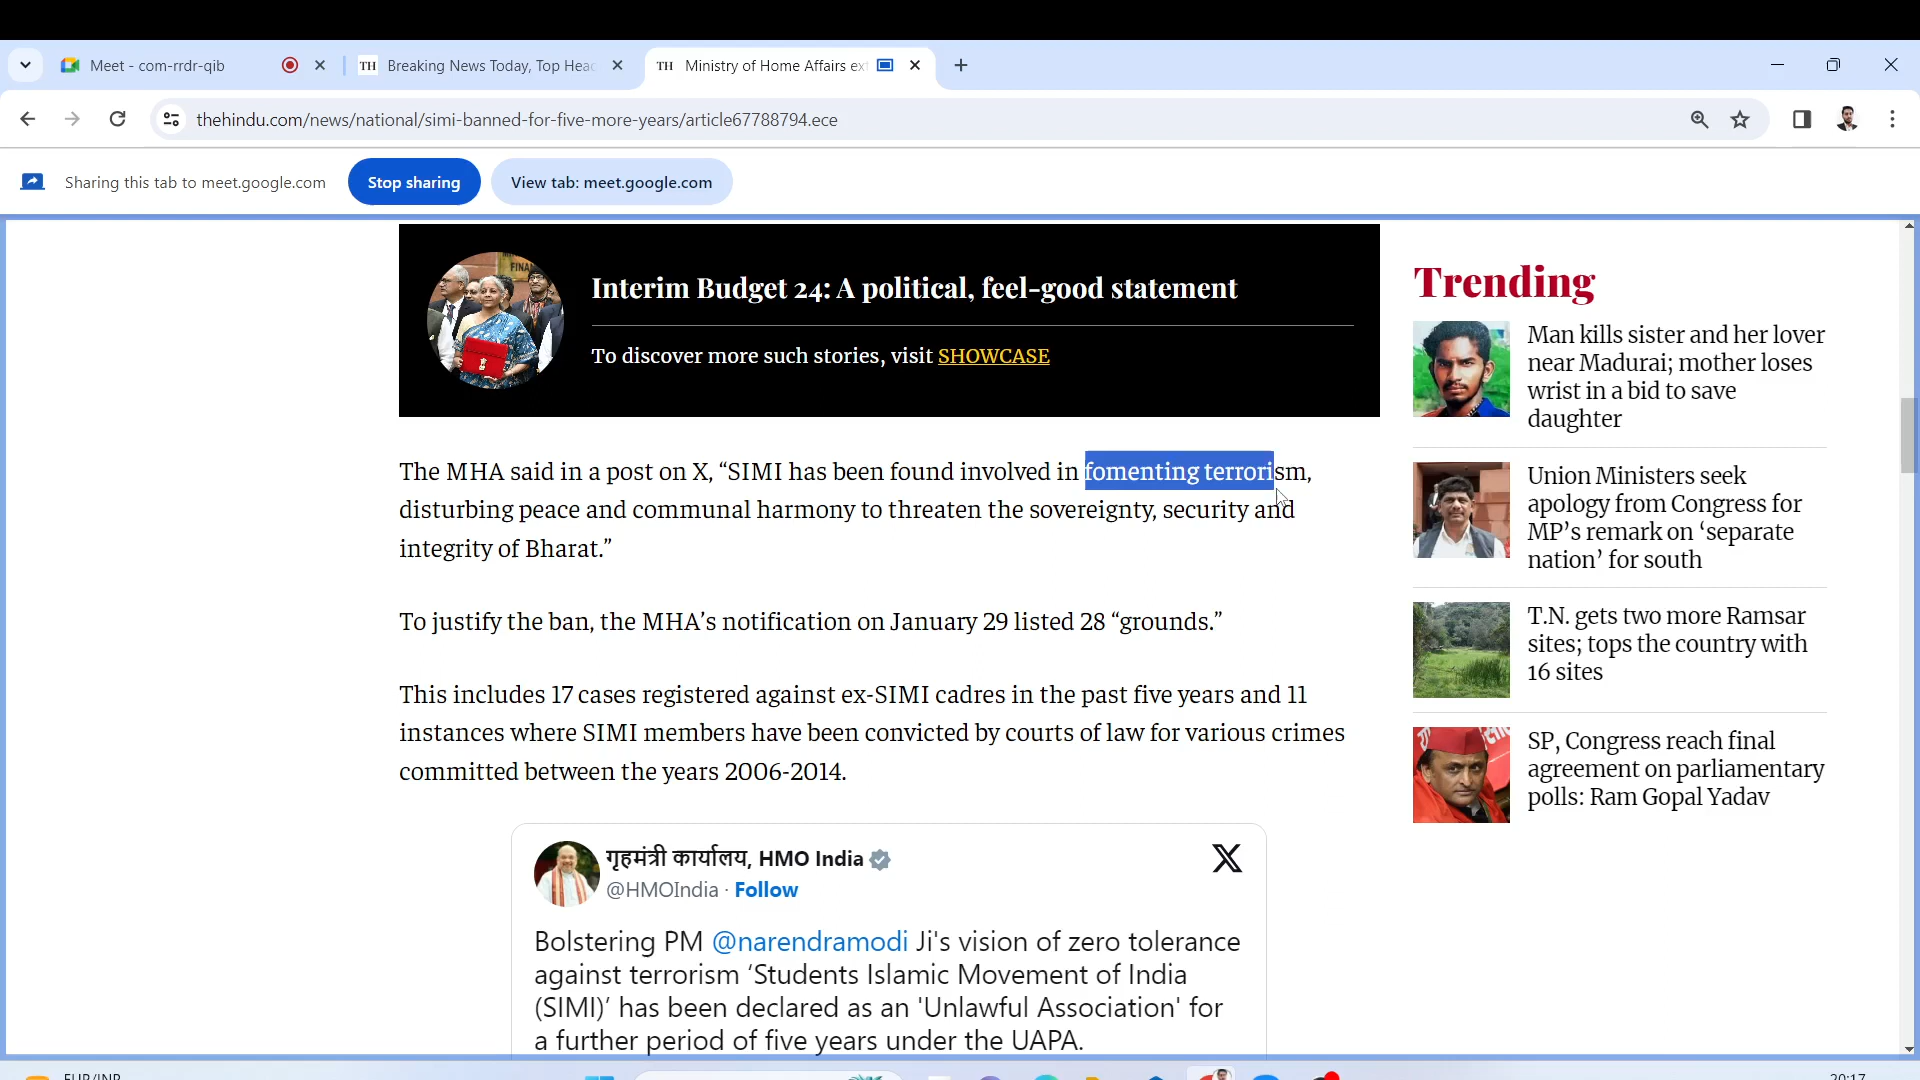 Meet - com-rrdr-qib
TH Breaking News Today, Top Hea
TH Ministry of Home Affairs ex
thehindu.com/news/national/simi-banned-for-five-more-years/article67788794.ece
Sharing this tab to meet.google.com
Stop sharing
View tab: meet.google.com
Interim Budget 24: A political, feel-good statement
To discover more such stories, visit SHOWCASE
The MHA said in a post on X, “SIMI has been found involved in fomenting terrorism,
disturbing peace and communal harmony to threaten the sovereignty, security and
integrity of Bharat.”
To justify the ban, the MHA’s notification on January 29 listed 28 “grounds.”
This includes 17 cases registered against ex-SIMI cadres in the past five years and 11
instances where SIMI members have been convicted by courts of law for various crimes
committed between the years 2006-2014.
गृहमंत्री कार्यालय, HMO India
@HMOIndia · Follow
Bolstering PM @narendramodi Ji's vision of zero tolerance
against terrorism ‘Students Islamic Movement of India
(SIMI)’ has been declared as an 'Unlawful Association' for
a further period of five years under the UAPA.
Trending
Man kills sister and her lover
near Madurai; mother loses
wrist in a bid to save
daughter
Union Ministers seek
apology from Congress for
MP’s remark on ‘separate
nation’ for south
T.N. gets two more Ramsar
sites; tops the country with
16 sites
SP, Congress reach final
agreement on parliamentary
polls: Ram Gopal Yadav
EUR/INR
20:17